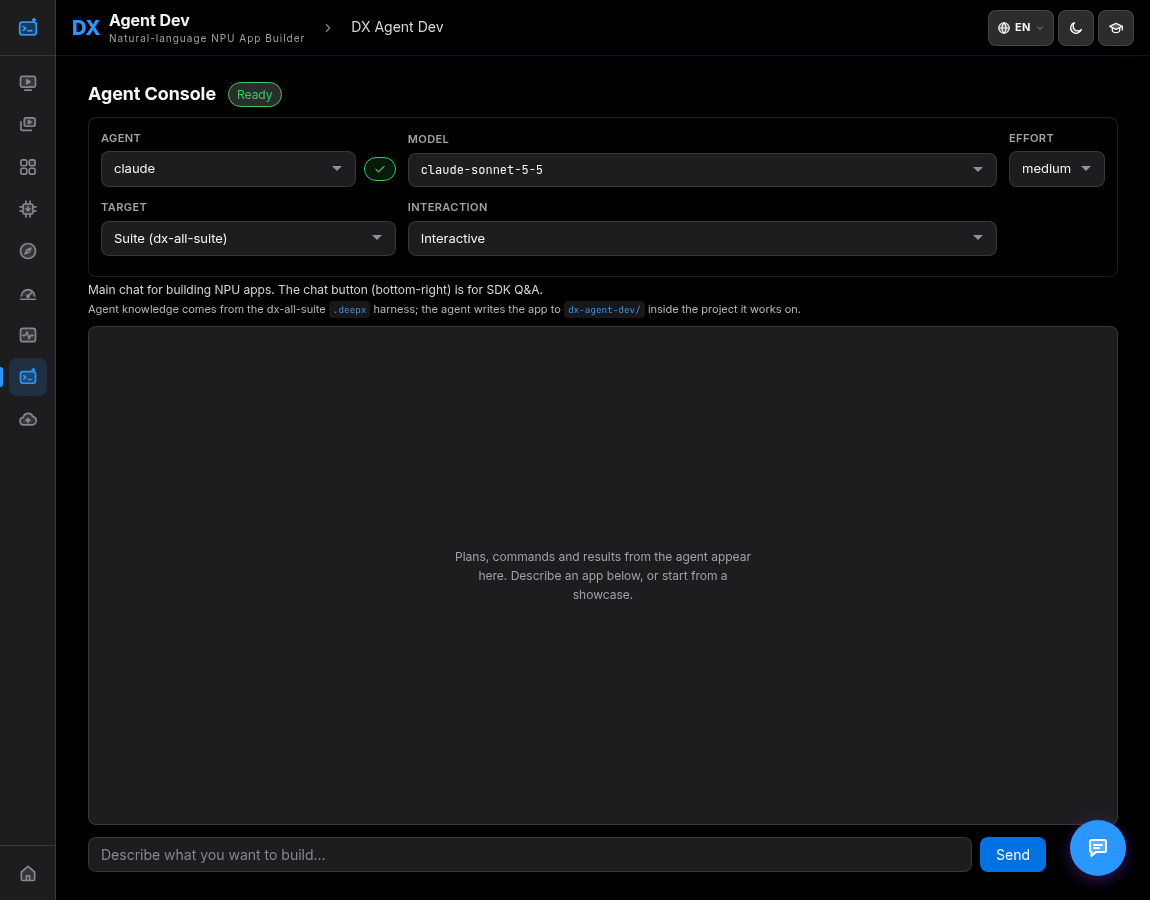 DX Agent Dev
Natural-language NPU App Builder
DX Agent Dev
EN
Agent Console Ready
AGENT
claude
MODEL
claude-sonnet-5-5
EFFORT
medium
TARGET
Suite (dx-all-suite)
INTERACTION
Interactive
Main chat for building NPU apps. The chat button (bottom-right) is for SDK Q&A.
Agent knowledge comes from the dx-all-suite .deepx harness; the agent writes the app to dx-agent-dev/ inside the project it works on.
Plans, commands and results from the agent appear
here. Describe an app below, or start from a
showcase.
Describe what you want to build...
Send